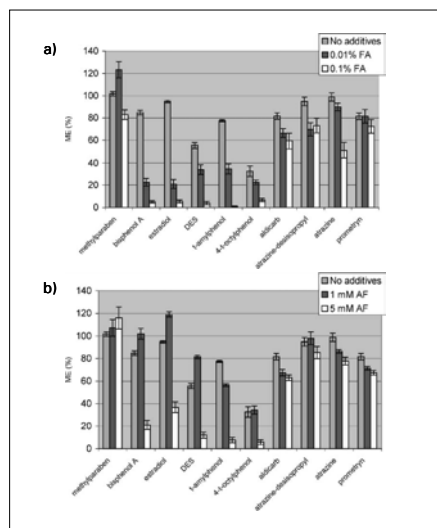 a)
No additives
0.01% FA
0.1% FA
140
120
100
80
60
40
20
0
ME (%)
methylparaben
bisphenol A
estradiol
DES
t-amylphenol
4-t-octylphenol
aldicarb
atrazine-desisopropyl
atrazine
prometryn
b)
No additives
1 mM AF
5 mM AF
140
120
100
80
60
40
20
0
ME (%)
methylparaben
bisphenol A
estradiol
DES
t-amylphenol
4-t-octylphenol
aldicarb
atrazine-desisopropyl
atrazine
prometryn